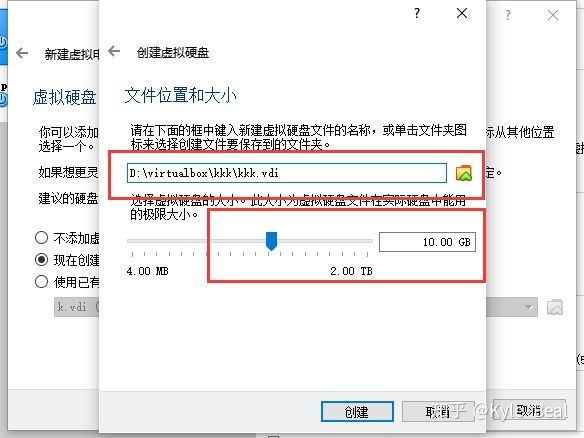 ?
?
新建虚拟电
创建虚拟硬盘
虚拟硬盘
文件位置和大小
你可以添加
请在下面的框中键入新建虚拟硬盘文件的名称，或单击文件夹图
标从其他位置
选择一个。
标来选择创建文件要保存到的文件夹。
如果想更灵
D:\virtualbox\kkk\kkk.vdi
定。
建议的硬盘
选择虚拟硬盘的大小。此大小为虚拟硬盘文件在实际硬盘中能用
的极限大小。
不添加虚
10.00 GB
现在创建
4.00 MB
2.00 TB
使用已有
k.vdi (
创建
取消
取消
知乎 @Kyle Beal